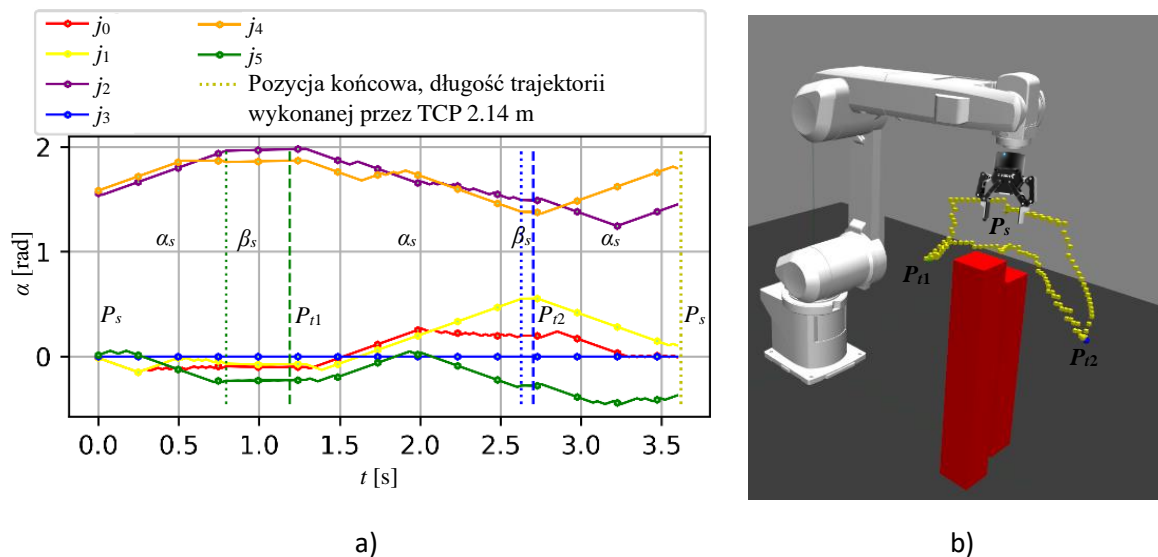 j₀
j₁
j₂
j₃
j₄
j₅
Pozycja końcowa, długość trajektorii
wykonanej przez TCP 2.14 m
α [rad]
2
1
0
αₛ βₛ αₛ βₛ αₛ
Pₛ Pₜ₁ Pₜ₂ Pₛ
0.0 0.5 1.0 1.5 2.0 2.5 3.0 3.5
t [s]
a)
Pₛ
Pₜ₁
Pₜ₂
b)